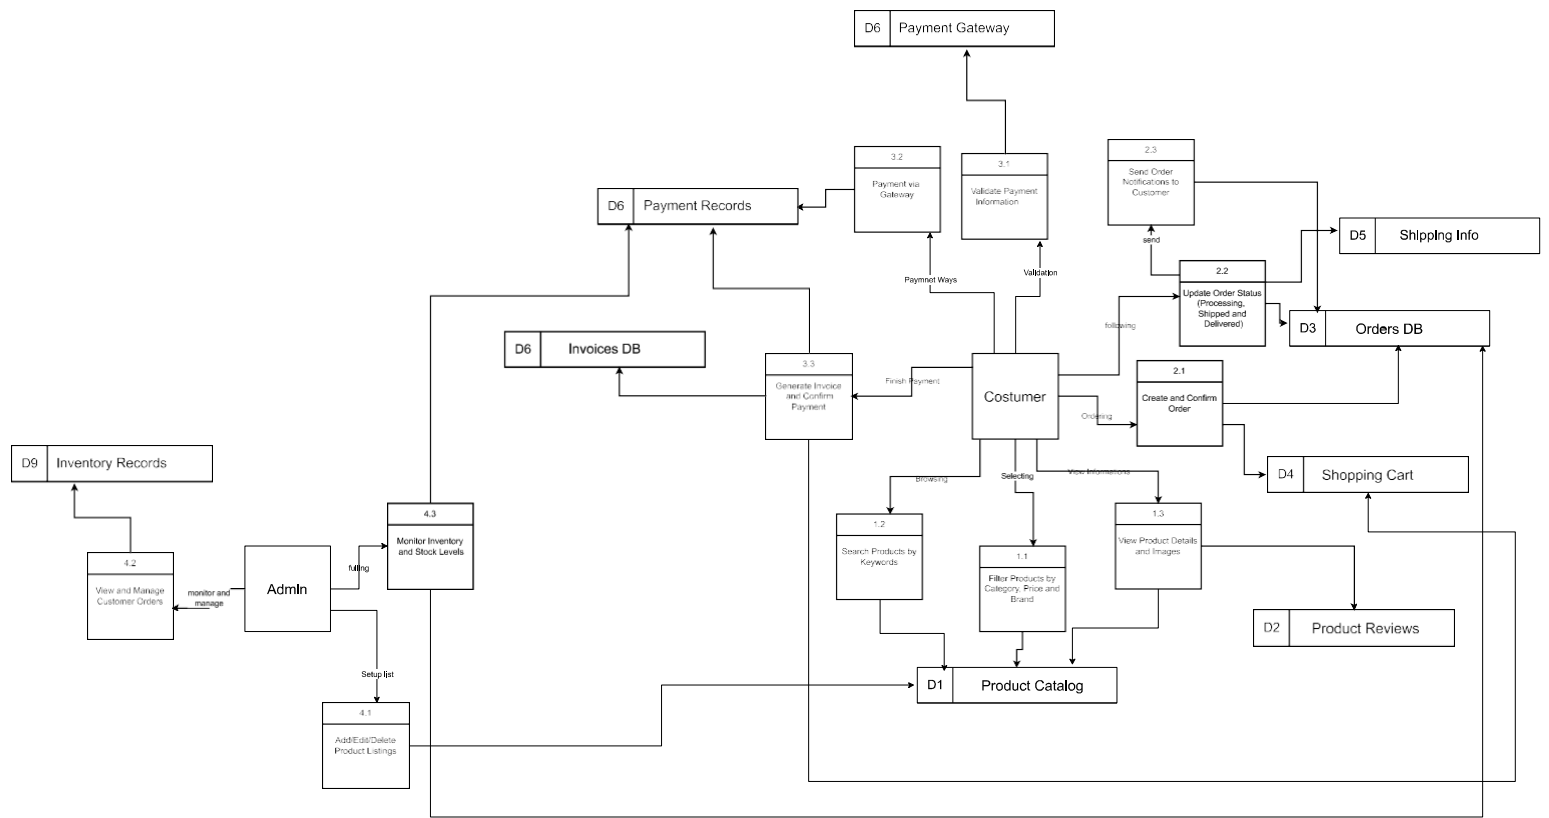 D6 Payment Gateway
3.2
Payment via
Gateway
3.1
Validate Payment
Information
2.3
Send Order
Notifications to
Customer
D6 Payment Records
D5 Shipping Info
send
2.2
Update Order Status
(Processing,
Shipped and
Delivered)
Paymnet Ways
Validation
following
D3 Orders DB
D6 Invoices DB
3.3
Generate Invoice
and Confirm
Payment
Finish Payment
Costumer
2.1
Create and Confirm
Order
Ordering
D9 Inventory Records
D4 Shopping Cart
Browsing
Selecting
View Informations
4.3
Monitor Inventory
and Stock Levels
1.2
Search Products by
Keywords
1.1
Filter Products by
Category, Price and
Brand
1.3
View Product Details
and Images
4.2
View and Manage
Customer Orders
monitor and
manage
Admin
fulling
D2 Product Reviews
Setup list
D1 Product Catalog
4.1
Add/Edit/Delete
Product Listings